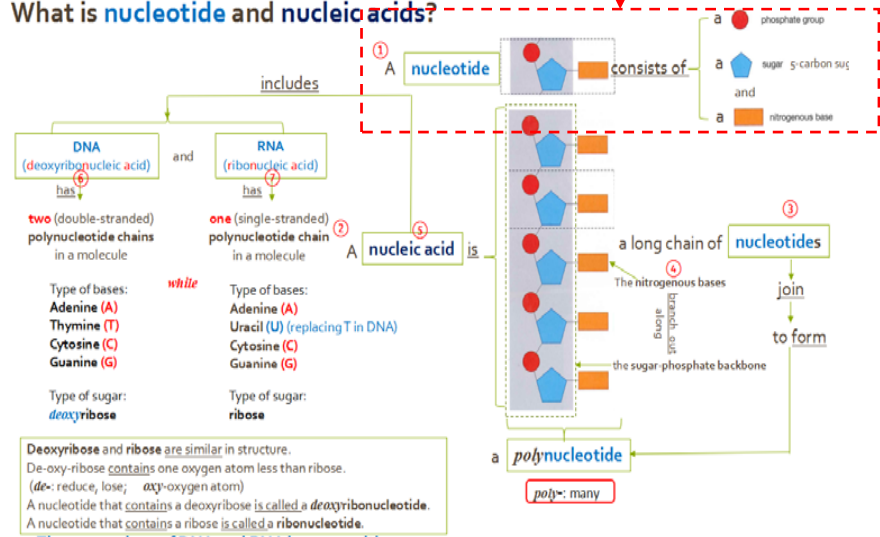 What is nucleotide and nucleic acids?
①
A nucleotide
consists of
a phosphate group
a sugar 5-carbon
and
a nitrogenous base
includes
DNA
(deoxyribonucleic acid)
and
RNA
(ribonucleic acid)
⑥
has
two (double-stranded)
polynucleotide chains
in a molecule
⑦
has
one (single-stranded)
polynucleotide chain
in a molecule
while
Type of bases:
Adenine (A)
Thymine (T)
Cytosine (C)
Guanine (G)
Type of bases:
Adenine (A)
Uracil (U) (replacing T in DNA)
Cytosine (C)
Guanine (G)
Type of sugar:
deoxyribose
Type of sugar:
ribose
②
⑤
A nucleic acid is
③
a long chain of nucleotides
④
The nitrogenous bases
branch out
along
the sugar-phosphate backbone
join
to form
a polynucleotide
poly-: many
Deoxyribose and ribose are similar in structure.
De-oxy-ribose contains one oxygen atom less than ribose.
(de-: reduce, lose; oxy-oxygen atom)
A nucleotide that contains a deoxyribose is called a deoxyribonucleotide.
A nucleotide that contains a ribose is called a ribonucleotide.